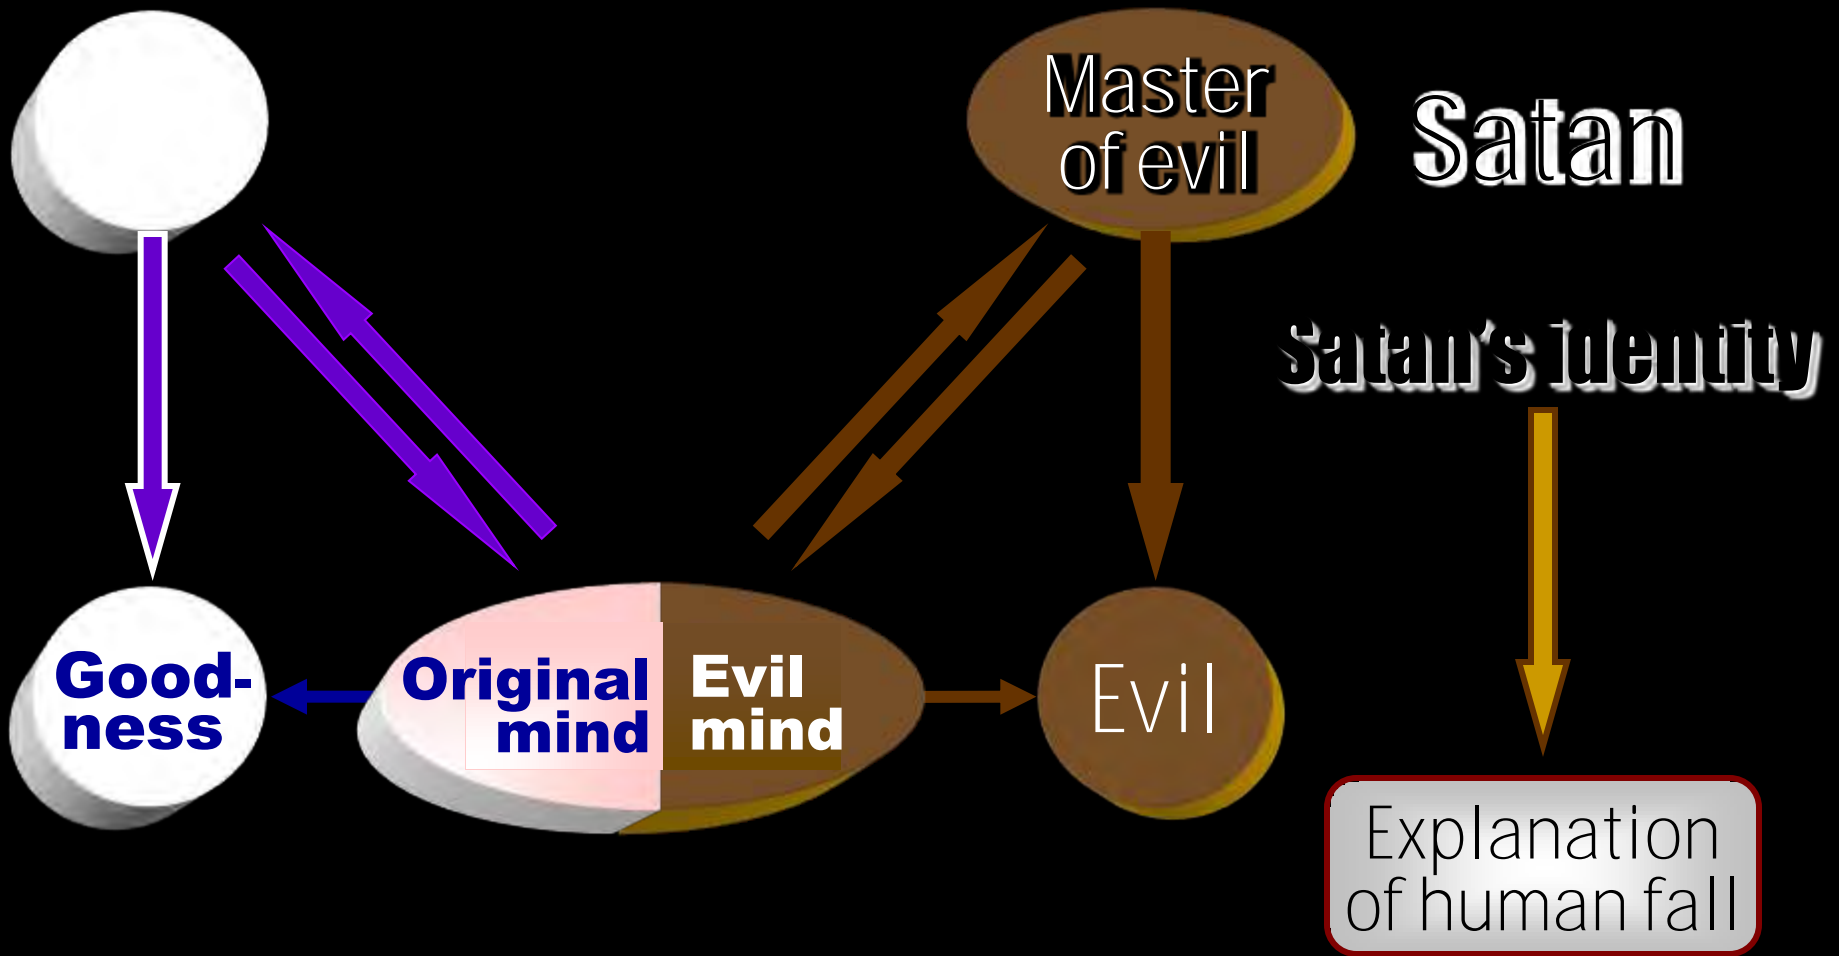 Master
of evil
Satan
Satan's identity
Good-
ness
Original
mind
Evil
mind
Evil
Explanation
of human fall